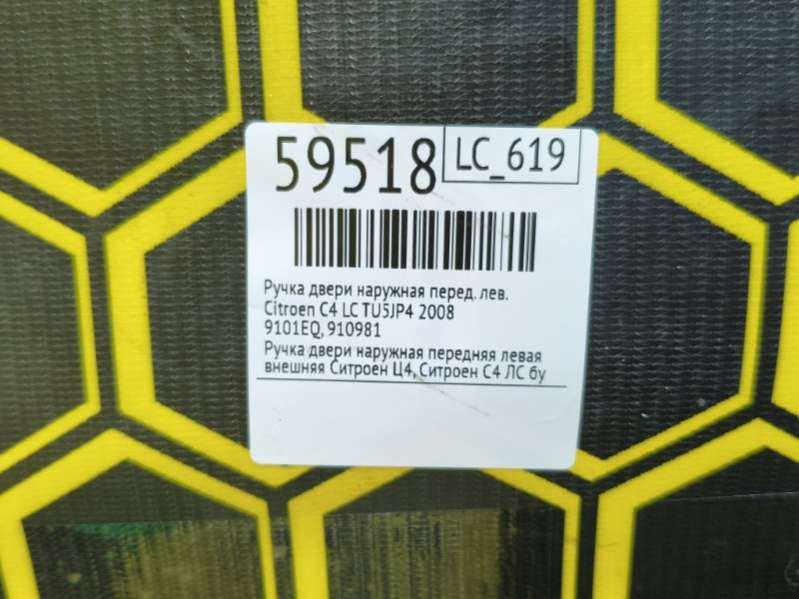 59518
LC_619
Ручка двери наружная перед. лев.
Citroen C4 LC TU5JP4 2008
9101EQ, 910981
Ручка двери наружная передняя левая
внешняя Ситроен Ц4, Ситроен С4 ЛС бу